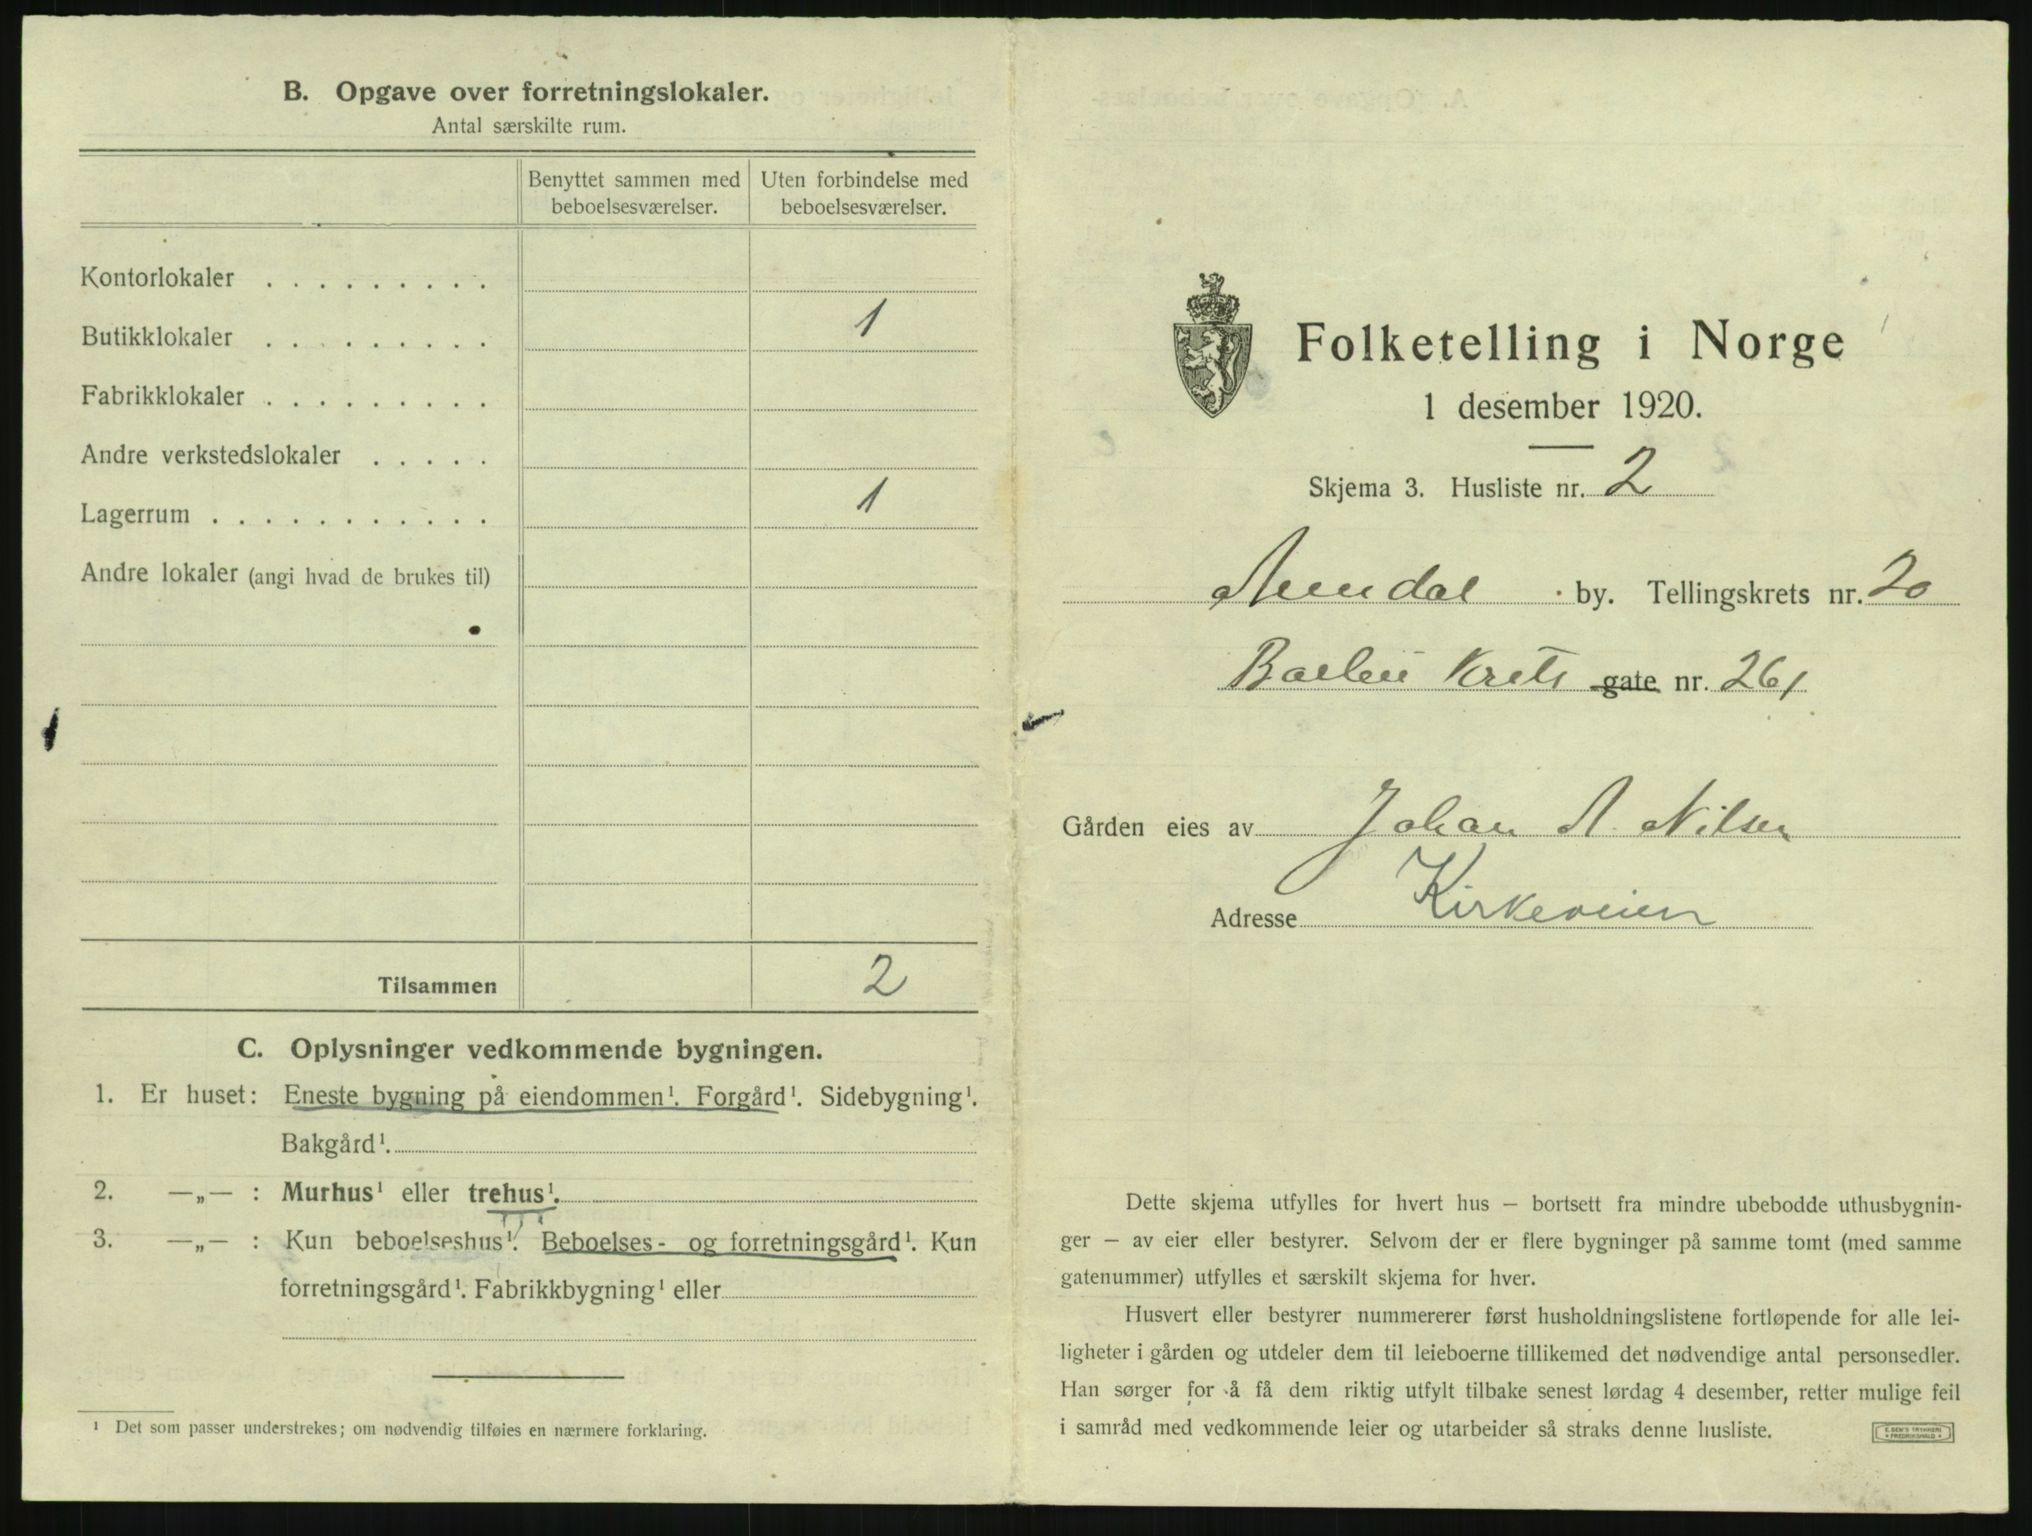 B. Opgave over forretningslokaler.
Antal særskilte rum.
Benyttet sammen med beboelsesværelser.
Uten forbindelse med beboelsesværelser.
Kontorlokaler . . . . . . . . .
Butikklokaler . . . . . . . . . 1
Fabrikklokaler . . . . . . . . .
Andre verkstedslokaler . . . . .
Lagerrum . . . . . . . . . . . 1
Andre lokaler (angi hvad de brukes til)
Tilsammen 2
C. Oplysninger vedkommende bygningen.
1. Er huset: Eneste bygning på eiendommen¹. Forgård¹. Sidebygning¹.
Bakgård¹.
2. —„— : Murhus¹ eller trehus¹.
3. —„— : Kun beboelseshus¹. Beboelses- og forretningsgård¹. Kun
forretningsgård¹. Fabrikkbygning¹ eller
¹ Det som passer understrekes; om nødvendig tilføies en nærmere forklaring.
Folketelling i Norge
1 desember 1920.
Skjema 3. Husliste nr. 2
Arendal by. Tellingskrets nr. 20
Krets gate nr. 261
Gården eies av Johan A. Nilsen
Adresse Kirkeveien
Dette skjema utfylles for hvert hus – bortsett fra mindre ubebodde uthusbygnin-
ger – av eier eller bestyrer. Selvom der er flere bygninger på samme tomt (med samme
gatenummer) utfylles et særskilt skjema for hver.
Husvert eller bestyrer nummererer først husholdningslistene fortløpende for alle lei-
ligheter i gården og utdeler dem til leieboerne tillikemed det nødvendige antal personsedler.
Han sørger for å få dem riktig utfylt tilbake senest lørdag 4 desember, retter mulige feil
i samråd med vedkommende leier og utarbeider så straks denne husliste.